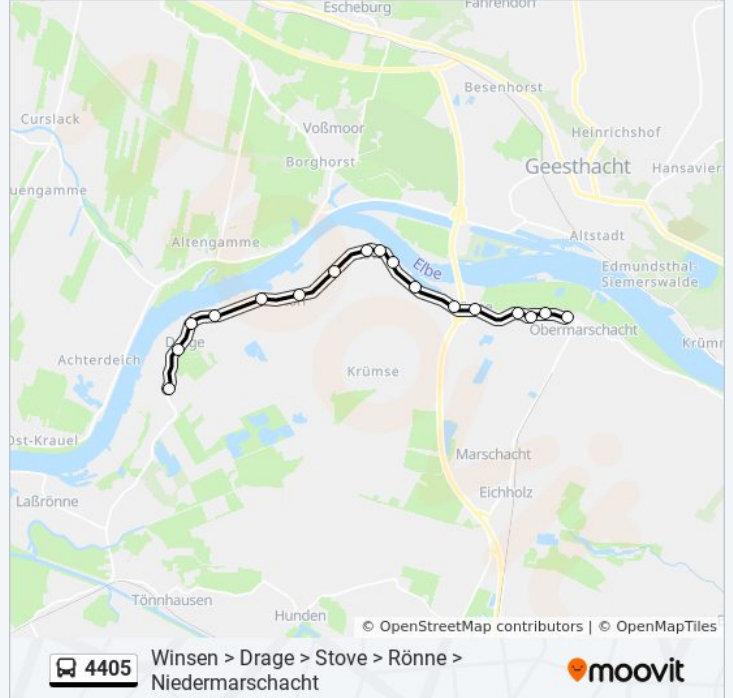 Escheburg
Fahrendorf
Besenhorst
Curslack
Voßmoor
Heinrichshof
Borghorst
Geesthacht
Hansavier
uengamme
Altengamme
Altstadt
Elbe
Edmundsthal-
Siemerswalde
Drage
Obermarschacht
Achterdeich
Krümm
Krümse
Ost-Krauel
Marschacht
Laßrönne
Eichholz
Tönnhausen
Hunden
© OpenStreetMap contributors | © OpenMapTiles
4405
Winsen > Drage > Stove > Rönne >
Niedermarschacht
moovit